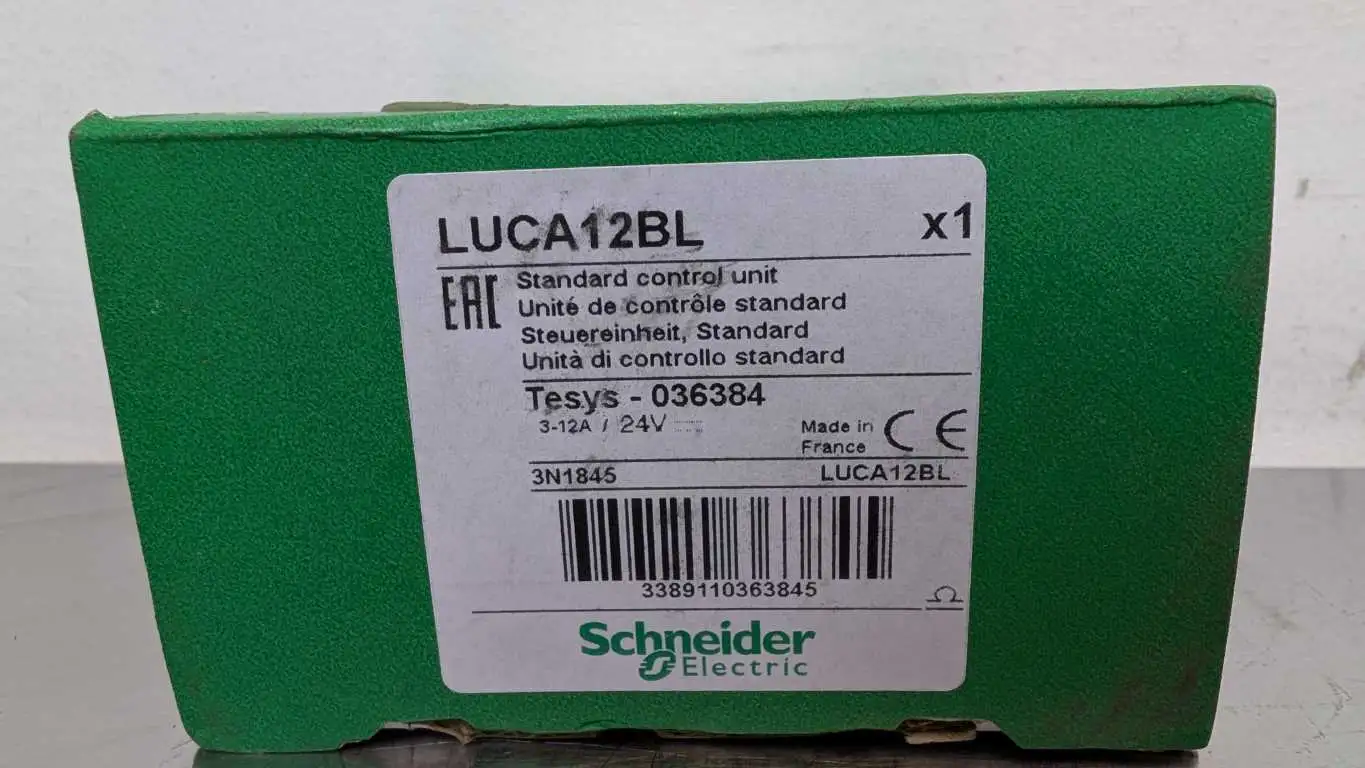 LUCA12BL x1
EAC Standard control unit
Unité de contrôle standard
Steuereinheit, Standard
Unità di controllo standard
Tesys - 036384
3-12A / 24V
Made in
France CE
3N1845 LUCA12BL
3389110363845
Ω
Schneider
Electric